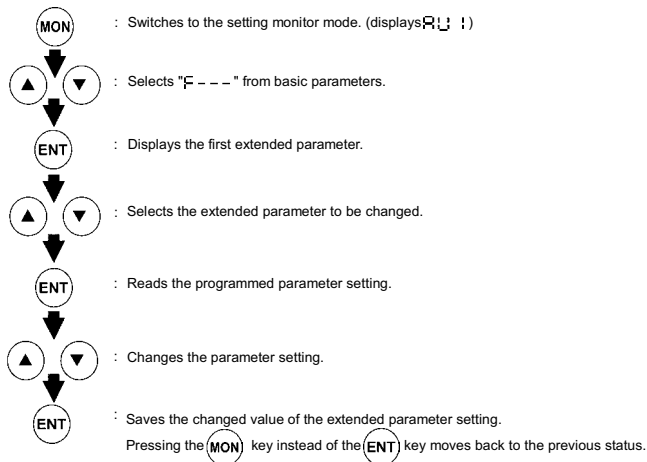 MON : Switches to the setting monitor mode. (displays AU 1)
▲ ▼ : Selects "F - - - " from basic parameters.
ENT : Displays the first extended parameter.
▲ ▼ : Selects the extended parameter to be changed.
ENT : Reads the programmed parameter setting.
▲ ▼ : Changes the parameter setting.
ENT : Saves the changed value of the extended parameter setting.
Pressing the MON key instead of the ENT key moves back to the previous status.